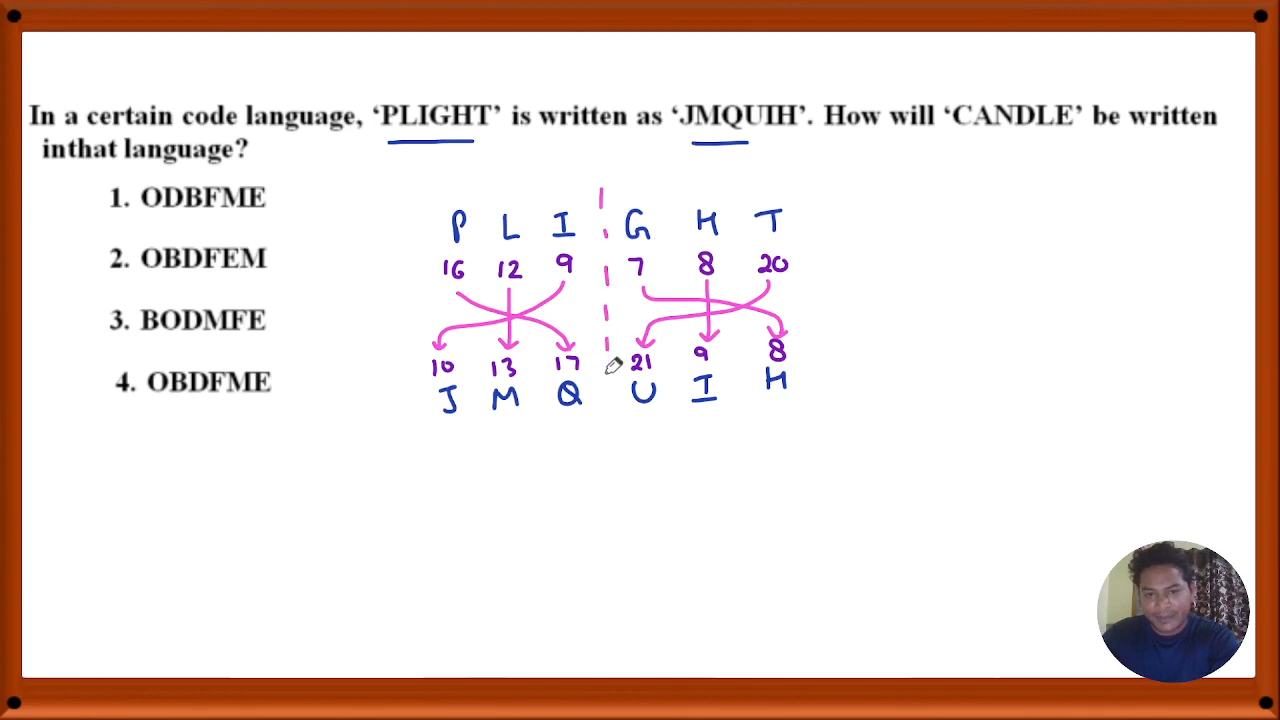 In a certain code language, ‘PLIGHT’ is written as ‘JMQUIH’. How will ‘CANDLE’ be written
inthat language?
1. ODBFME
2. OBDFEM
3. BODMFE
4. OBDFME
P L I G H T
16 12 9 7 8 20
10 13 17 21 9 8
J M Q U I H